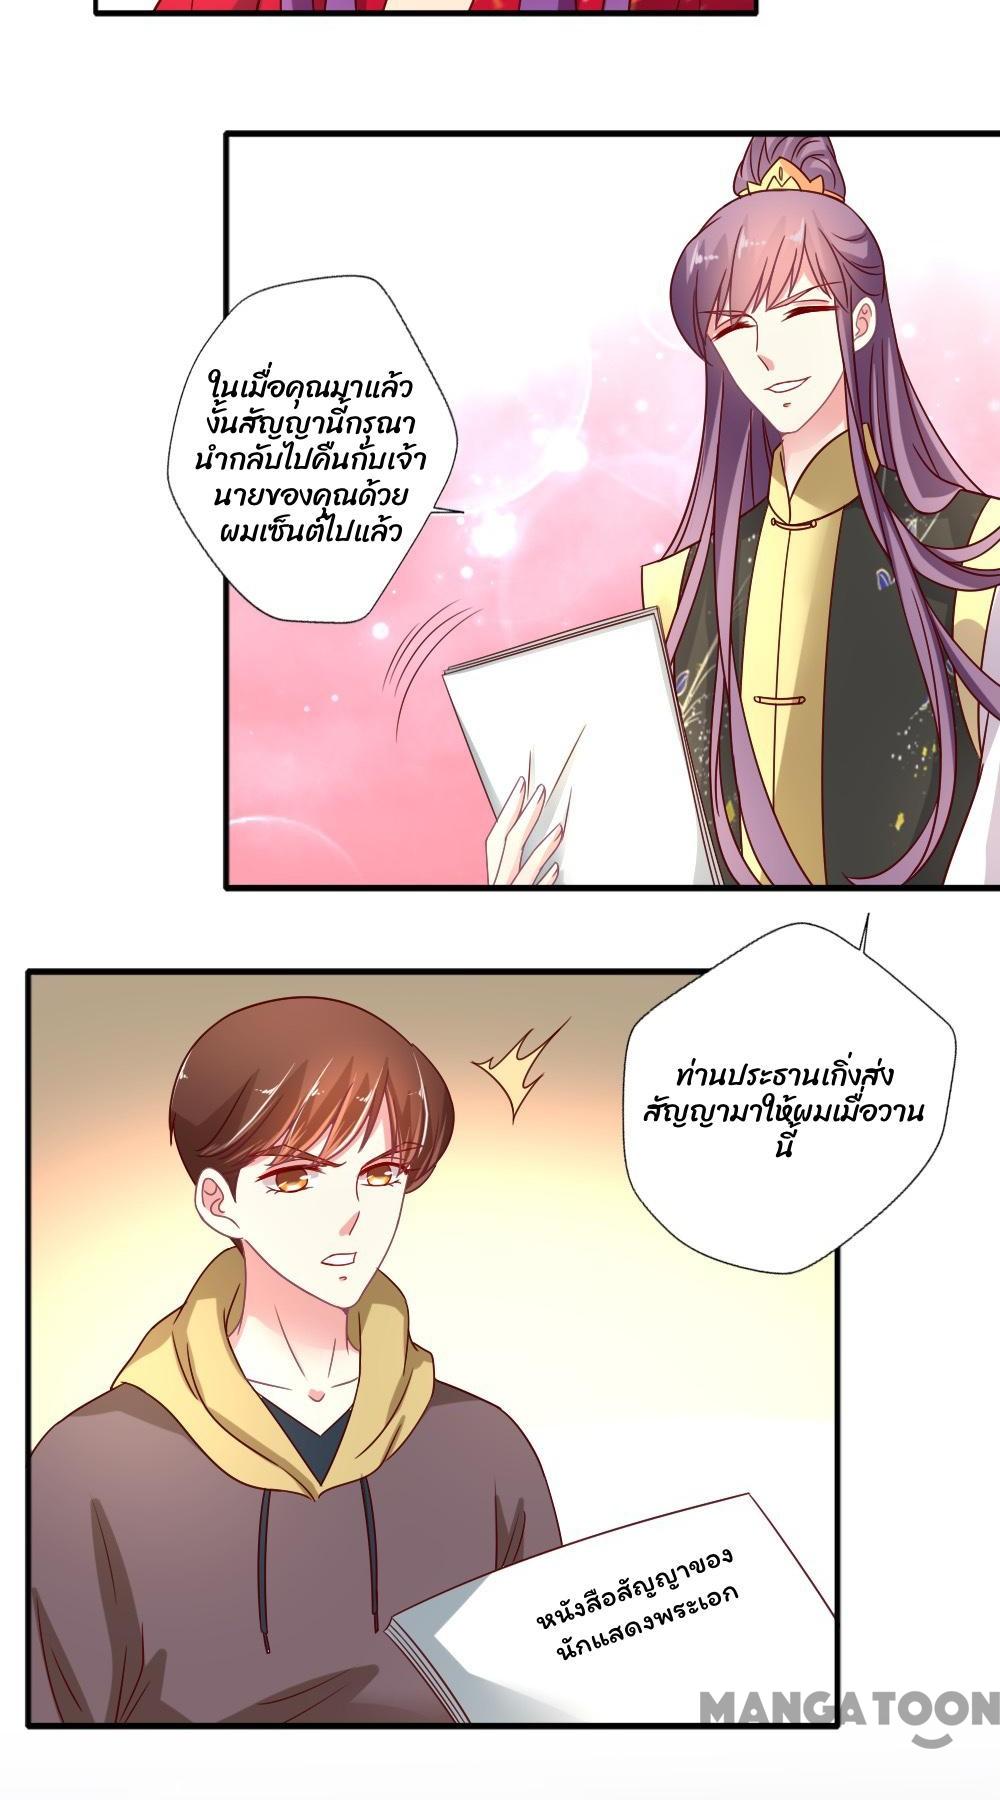 ในเมื่อคุณมาแล้ว
งั้นสัญญานี้กรุณา
นำกลับไปคืนกับเจ้า
นายของคุณด้วย
ผมเซ็นต์ไปแล้ว
ท่านประธานเกิ่งส่ง
สัญญามาให้ผมเมื่อวาน
นี้
หนังสือสัญญาของ
นักแสดงพระเอก
MANGATOON